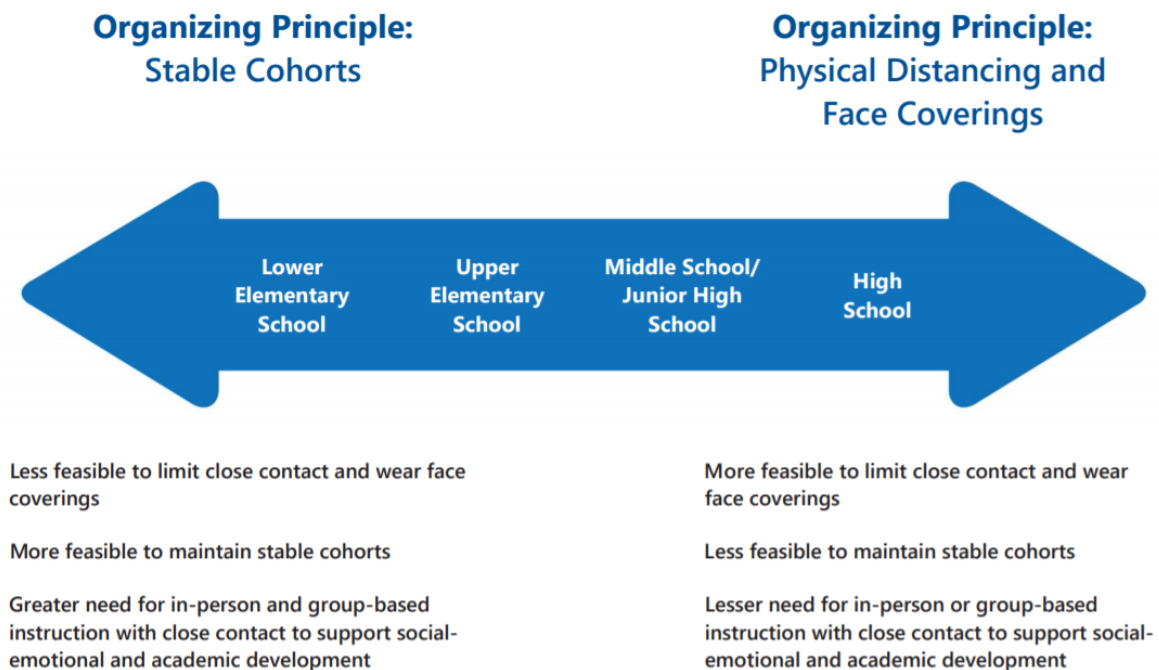 Organizing Principle:
Stable Cohorts
Organizing Principle:
Physical Distancing and
Face Coverings
Lower
Elementary
School
Upper
Elementary
School
Middle School/
Junior High
School
High
School
Less feasible to limit close contact and wear face
coverings
More feasible to maintain stable cohorts
Greater need for in-person and group-based
instruction with close contact to support social-
emotional and academic development
More feasible to limit close contact and wear
face coverings
Less feasible to maintain stable cohorts
Lesser need for in-person or group-based
instruction with close contact to support social-
emotional and academic development